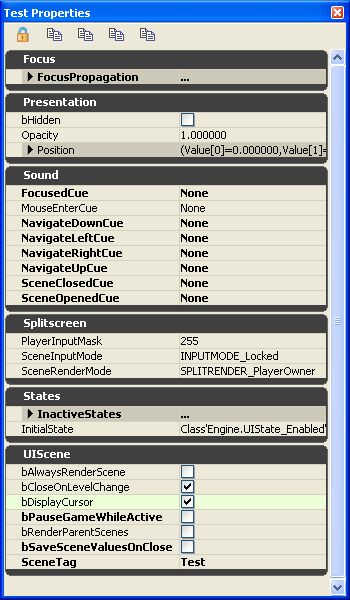 Test Properties
Focus
FocusPropagation ...
Presentation
bHidden
Opacity 1.000000
Position (Value[0]=0.000000,Value[1]=
Sound
FocusedCue None
MouseEnterCue None
NavigateDownCue None
NavigateLeftCue None
NavigateRightCue None
NavigateUpCue None
SceneClosedCue None
SceneOpenedCue None
Splitscreen
PlayerInputMask 255
SceneInputMode INPUTMODE_Locked
SceneRenderMode SPLITRENDER_PlayerOwner
States
InactiveStates ...
InitialState Class'Engine.UIState_Enabled'
UIScene
bAlwaysRenderScene
bCloseOnLevelChange
bDisplayCursor
bPauseGameWhileActive
bRenderParentScenes
bSaveSceneValuesOnClose
SceneTag Test